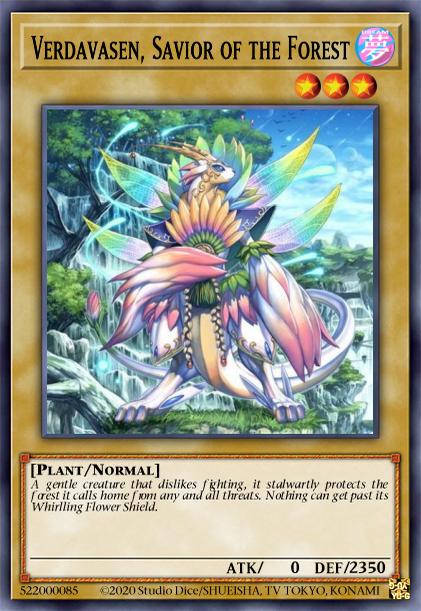 Verdavasen, Savior of the Forest
DREAM
夢
[Plant/Normal]
A gentle creature that dislikes fighting, it stalwartly protects the
forest it calls home from any and all threats. Nothing can get past its
Whirlling Flower Shield.
ATK/ 0 DEF/2350
522000085 ©2020 Studio Dice/SHUEISHA, TV TOKYO, KONAMI